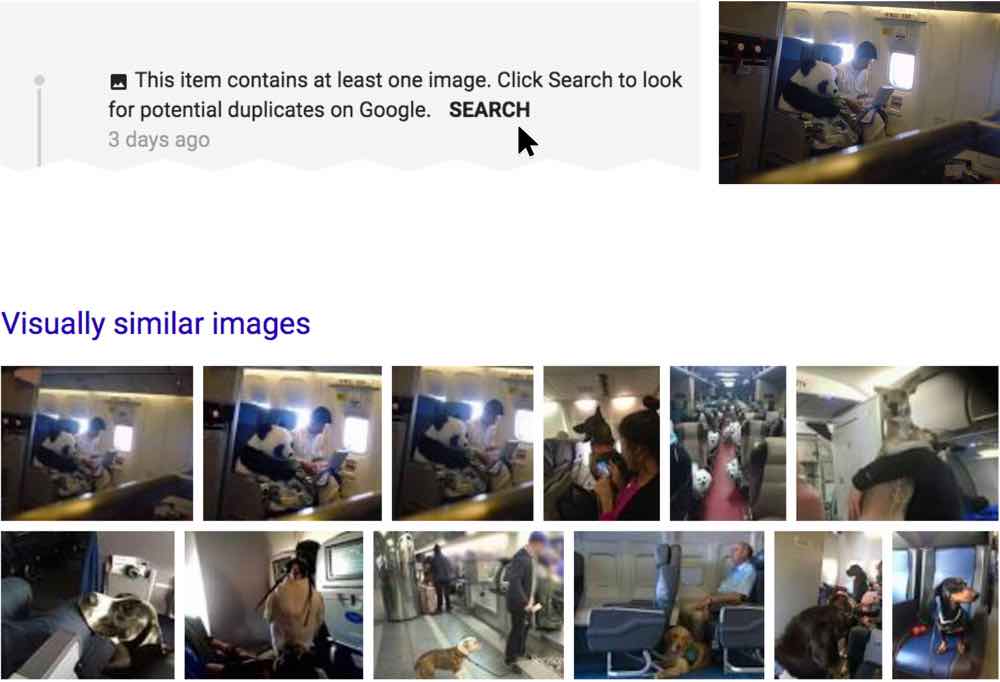 This item contains at least one image. Click Search to look
for potential duplicates on Google. SEARCH
3 days ago
Visually similar images